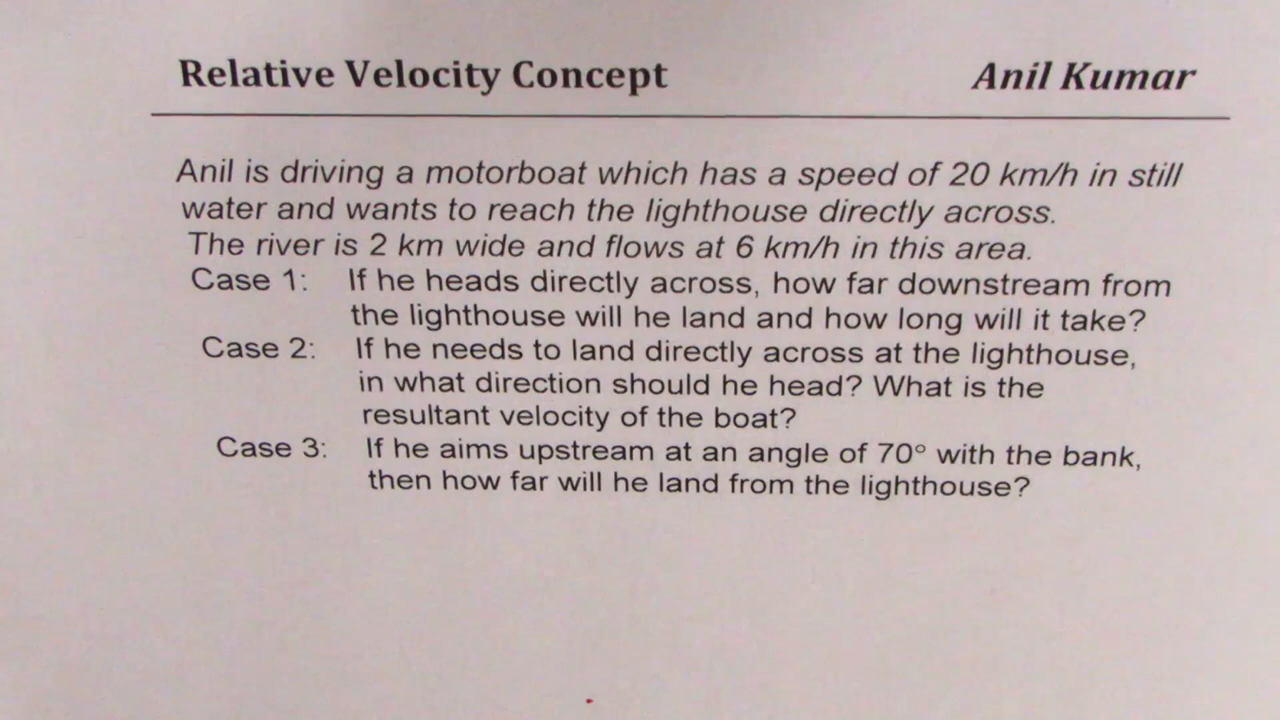 Relative Velocity Concept Anil Kumar
Anil is driving a motorboat which has a speed of 20 km/h in still
water and wants to reach the lighthouse directly across.
The river is 2 km wide and flows at 6 km/h in this area.
Case 1: If he heads directly across, how far downstream from
the lighthouse will he land and how long will it take?
Case 2: If he needs to land directly across at the lighthouse,
in what direction should he head? What is the
resultant velocity of the boat?
Case 3: If he aims upstream at an angle of 70° with the bank,
then how far will he land from the lighthouse?